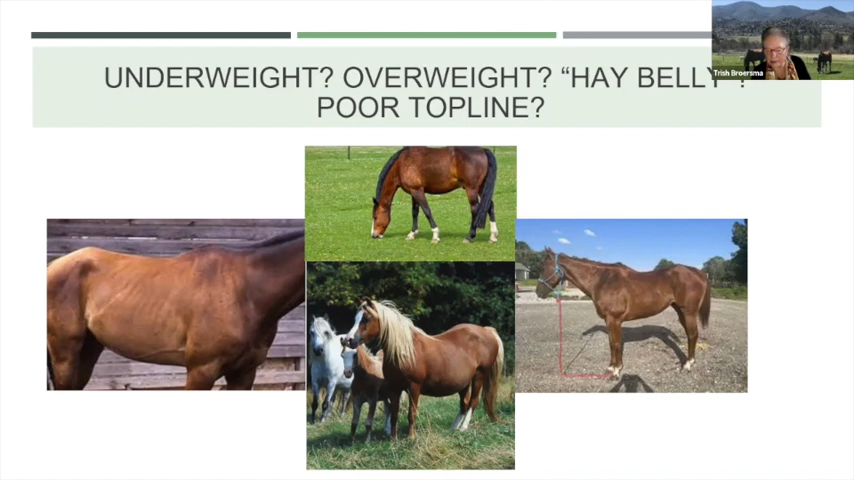 UNDERWEIGHT? OVERWEIGHT? “HAY BELLY”?
POOR TOPLINE?
Trish Broersma